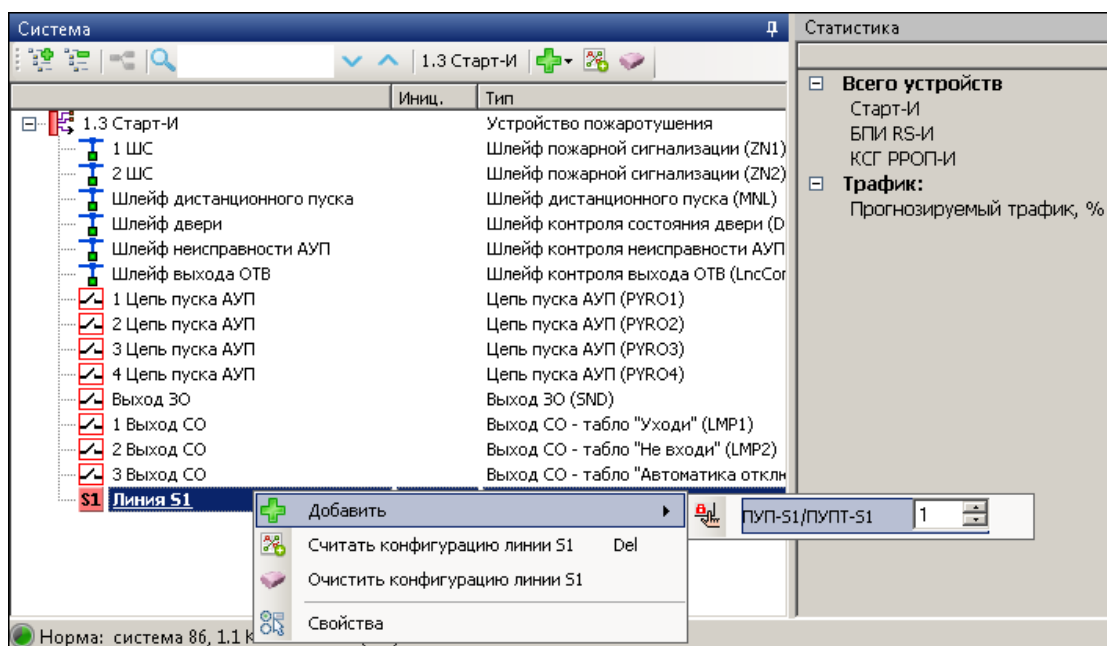 Система
Статистика
1.3 Старт-И
Иниц.
Тип
1.3 Старт-И
Устройство пожаротушения
1 ШС
Шлейф пожарной сигнализации (ZN1)
2 ШС
Шлейф пожарной сигнализации (ZN2)
Шлейф дистанционного пуска
Шлейф дистанционного пуска (MNL)
Шлейф двери
Шлейф контроля состояния двери (D
Шлейф неисправности АУП
Шлейф контроля неисправности АУП
Шлейф выхода ОТВ
Шлейф контроля выхода ОТВ (LncCor
1 Цепь пуска АУП
Цепь пуска АУП (PYRO1)
2 Цепь пуска АУП
Цепь пуска АУП (PYRO2)
3 Цепь пуска АУП
Цепь пуска АУП (PYRO3)
4 Цепь пуска АУП
Цепь пуска АУП (PYRO4)
Выход ЗО
Выход ЗО (SND)
1 Выход СО
Выход СО - табло "Уходи" (LMP1)
2 Выход СО
Выход СО - табло "Не входи" (LMP2)
3 Выход СО
Выход СО - табло "Автоматика отклн
S1 Линия S1
Добавить
ПУП-S1/ПУПТ-S1
1
Считать конфигурацию линии S1 Del
Очистить конфигурацию линии S1
Свойства
Всего устройств
Старт-И
БПИ RS-И
КСГ РРОП-И
Трафик:
Прогнозируемый трафик, %
Норма: система 86, 1.1